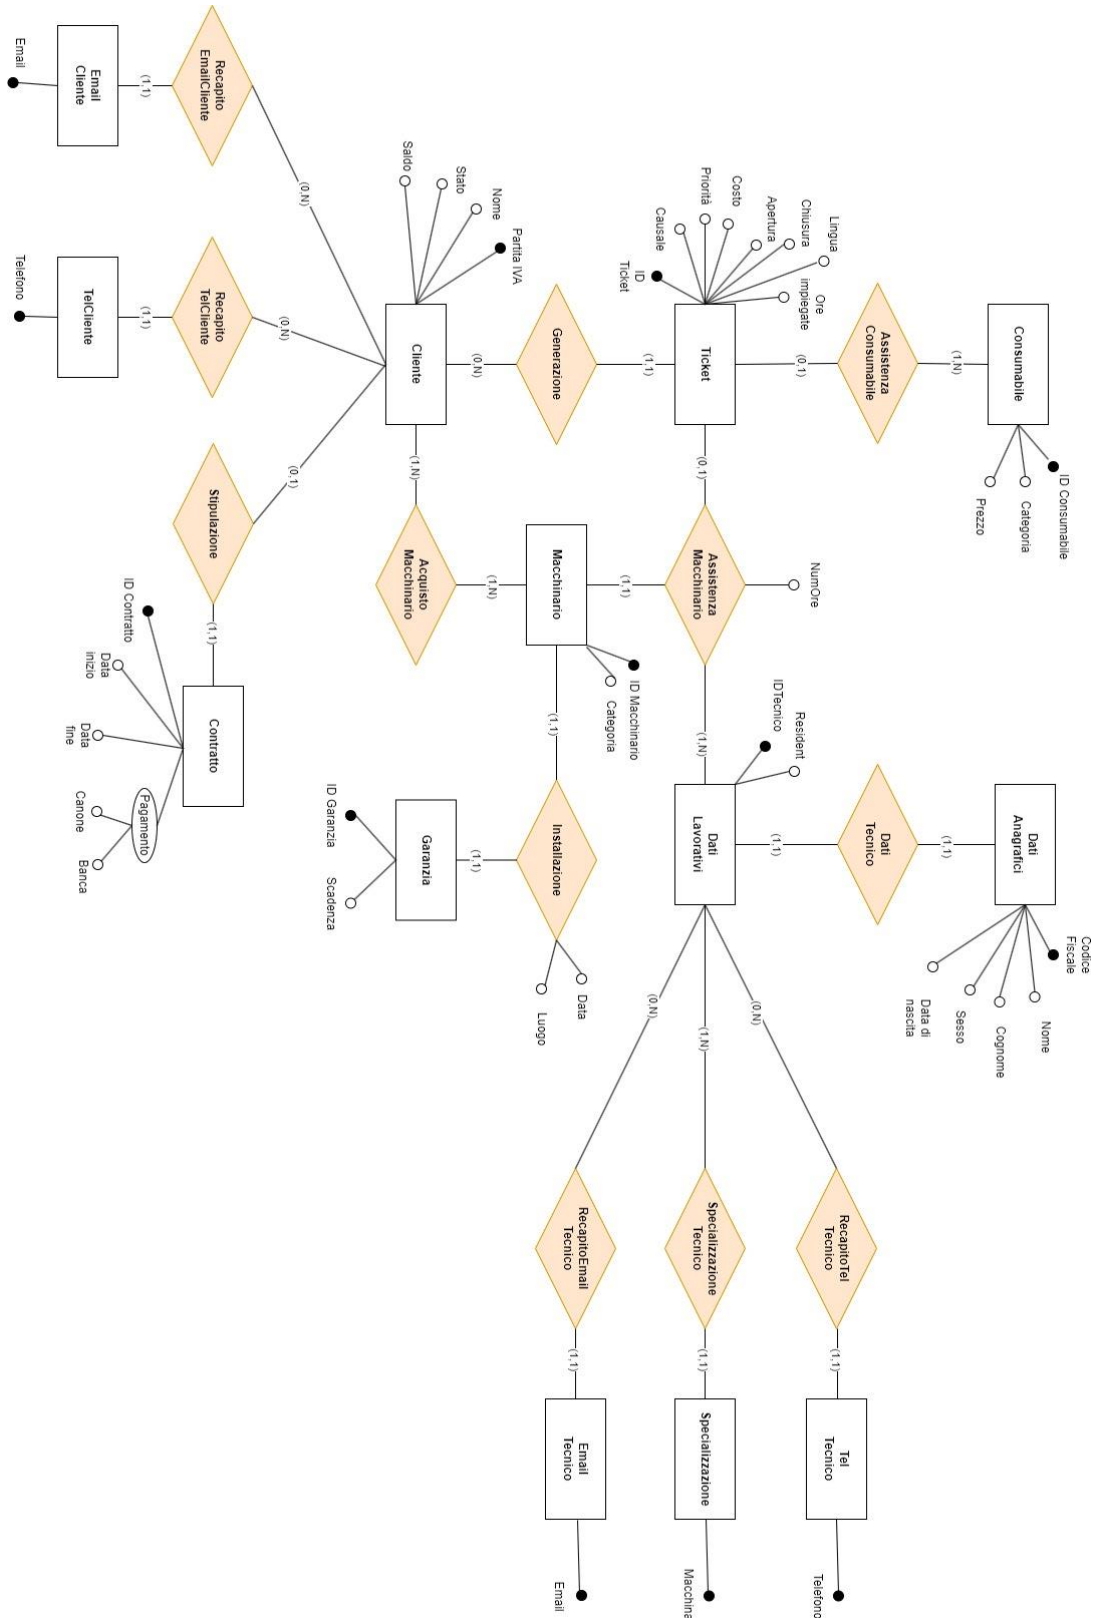 Codice
Fiscale
Nome
Cognome
Sesso
Data di
nascita
ID Consumabile
Categoria
Prezzo
Consumabile
(1,N)
Assistenza
Consumabile
(0,1)
Dati
Anagrafici
(1,1)
Dati
Tecnico
(1,1)
Lingua
Chiusura
Apertura
Costo
Priorità
Causale
ID
Ticket
Ore
impiegate
Ticket
(0,1)
NumOre
Assistenza
Macchinario
(1,N)
(1,1)
Resident
IDTecnico
Dati
Lavorativi
(0,N)
(1,N)
(0,N)
RecapitoTel
Tecnico
(1,1)
Tel
Tecnico
Telefono
Specializzazione
Tecnico
(1,1)
Specializzazione
Macchina
RecapitoEmail
Tecnico
(1,1)
Email
Tecnico
Email
(1,1)
Generazione
(0,N)
Macchinario
ID Macchinario
Categoria
(1,1)
Installazione
Data
Luogo
(1,1)
Garanzia
ID Garanzia
Scadenza
(1,N)
Acquisto
Macchinario
(1,N)
Partita IVA
Nome
Stato
Saldo
Cliente
(0,N)
(0,N)
(0,1)
Recapito
EmailCliente
(1,1)
Email
Cliente
Email
Recapito
TelCliente
(1,1)
TelCliente
Telefono
Stipulazione
(1,1)
Contratto
ID Contratto
Data
inizio
Data
fine
Pagamento
Canone
Banca